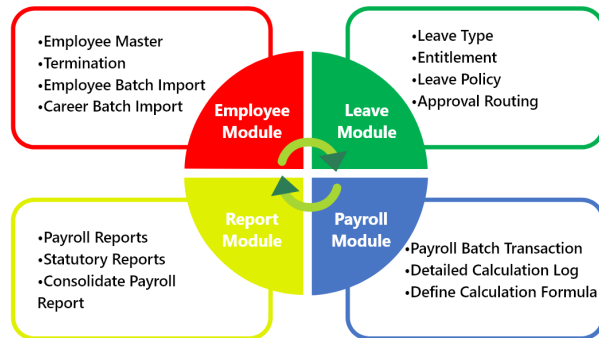 •Employee Master
•Termination
•Employee Batch Import
•Career Batch Import
Employee
Module
Leave
Module
•Leave Type
•Entitlement
•Leave Policy
•Approval Routing
•Payroll Reports
•Statutory Reports
•Consolidate Payroll
Report
Report
Module
Payroll
Module
•Payroll Batch Transaction
•Detailed Calculation Log
•Define Calculation Formula